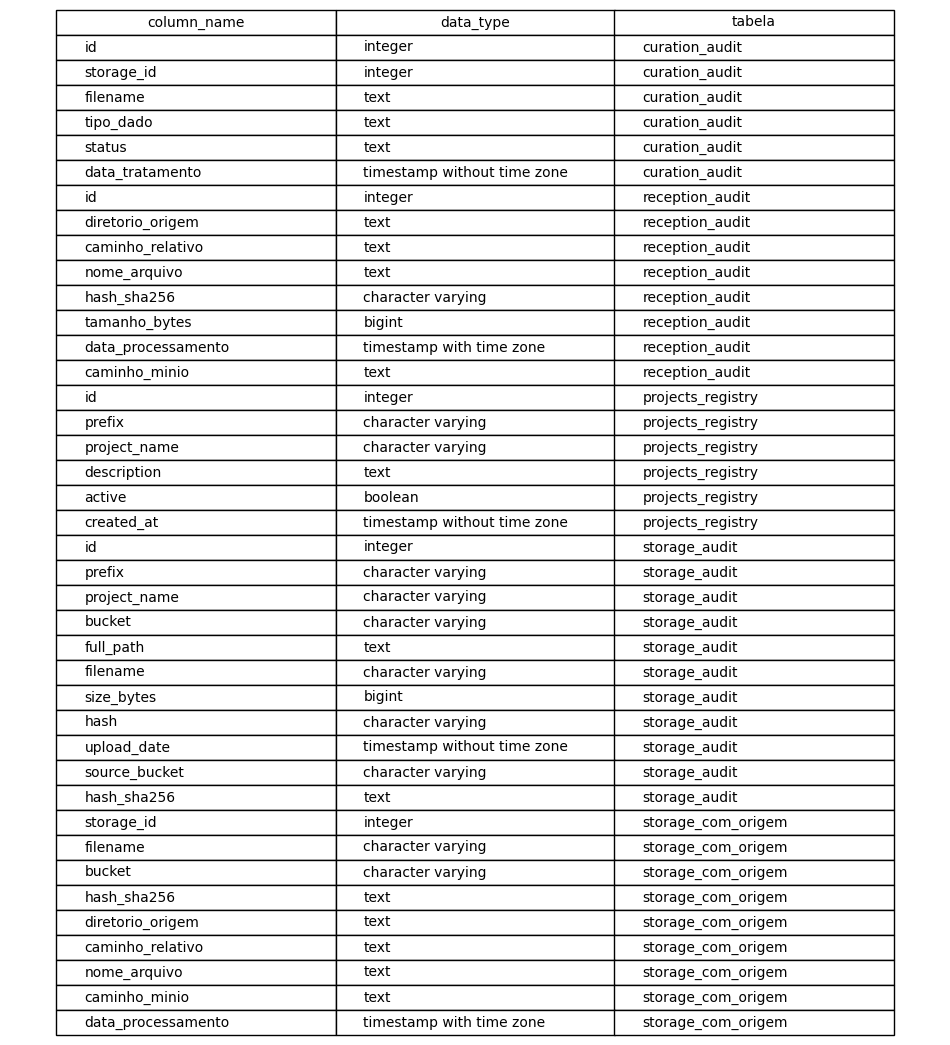 column_name data_type tabela
id integer curation_audit
storage_id integer curation_audit
filename text curation_audit
tipo_dado text curation_audit
status text curation_audit
data_tratamento timestamp without time zone curation_audit
id integer reception_audit
diretorio_origem text reception_audit
caminho_relativo text reception_audit
nome_arquivo text reception_audit
hash_sha256 character varying reception_audit
tamanho_bytes bigint reception_audit
data_processamento timestamp with time zone reception_audit
caminho_minio text reception_audit
id integer projects_registry
prefix character varying projects_registry
project_name character varying projects_registry
description text projects_registry
active boolean projects_registry
created_at timestamp without time zone projects_registry
id integer storage_audit
prefix character varying storage_audit
project_name character varying storage_audit
bucket character varying storage_audit
full_path text storage_audit
filename character varying storage_audit
size_bytes bigint storage_audit
hash character varying storage_audit
upload_date timestamp without time zone storage_audit
source_bucket character varying storage_audit
hash_sha256 text storage_audit
storage_id integer storage_com_origem
filename character varying storage_com_origem
bucket character varying storage_com_origem
hash_sha256 text storage_com_origem
diretorio_origem text storage_com_origem
caminho_relativo text storage_com_origem
nome_arquivo text storage_com_origem
caminho_minio text storage_com_origem
data_processamento timestamp with time zone storage_com_origem